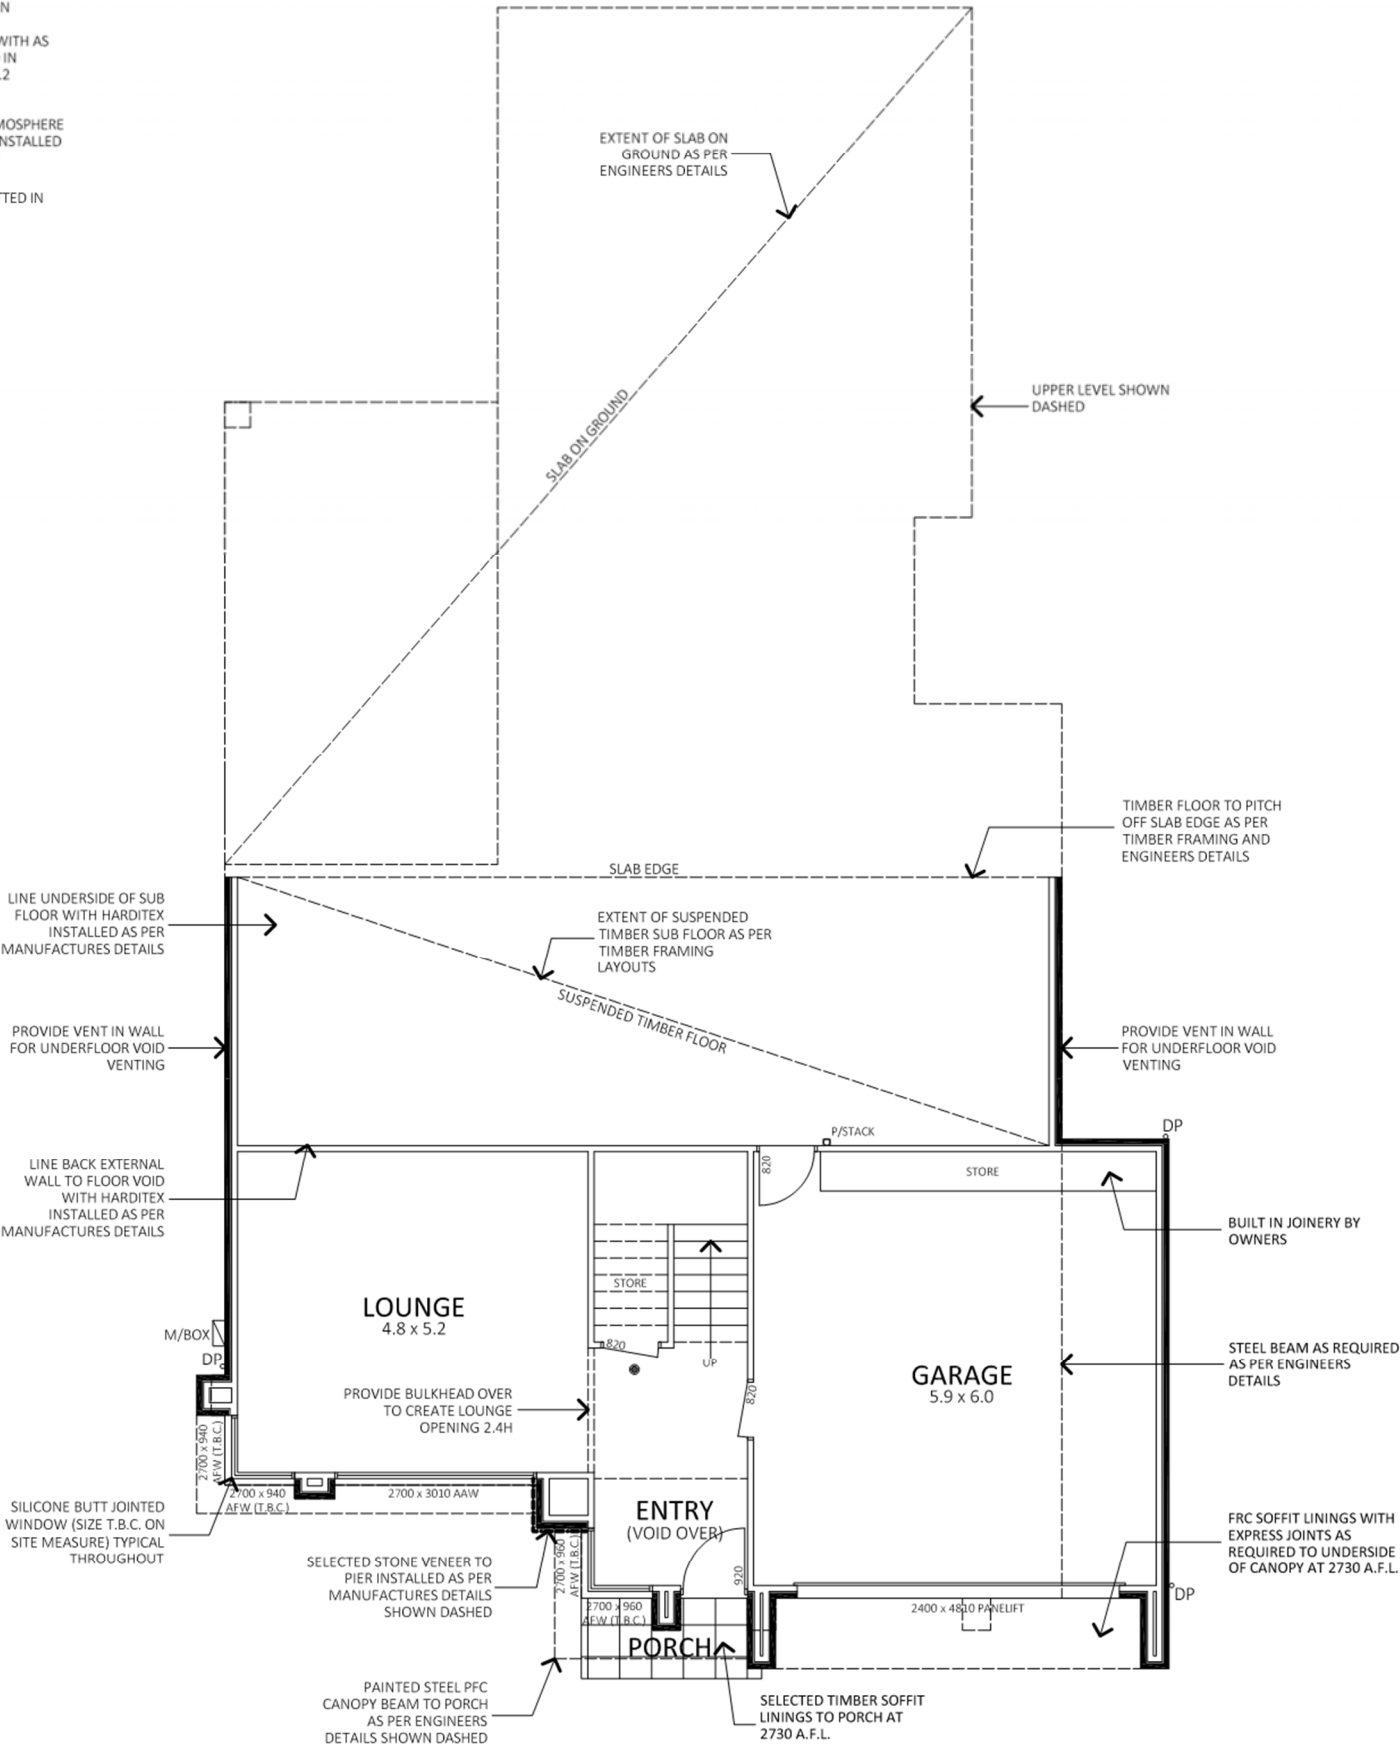 N
WITH AS
IN
.2
MOSPHERE
NSTALLED
TTED IN
EXTENT OF SLAB ON
GROUND AS PER
ENGINEERS DETAILS
UPPER LEVEL SHOWN
DASHED
SLAB ON GROUND
TIMBER FLOOR TO PITCH
OFF SLAB EDGE AS PER
TIMBER FRAMING AND
ENGINEERS DETAILS
SLAB EDGE
LINE UNDERSIDE OF SUB
FLOOR WITH HARDITEX
INSTALLED AS PER
MANUFACTURES DETAILS
EXTENT OF SUSPENDED
TIMBER SUB FLOOR AS PER
TIMBER FRAMING
LAYOUTS
SUSPENDED TIMBER FLOOR
PROVIDE VENT IN WALL
FOR UNDERFLOOR VOID
VENTING
PROVIDE VENT IN WALL
FOR UNDERFLOOR VOID
VENTING
P/STACK
DP
LINE BACK EXTERNAL
WALL TO FLOOR VOID
WITH HARDITEX
INSTALLED AS PER
MANUFACTURES DETAILS
820
STORE
BUILT IN JOINERY BY
OWNERS
STORE
LOUNGE
4.8 x 5.2
M/BOX
DP
820
UP
GARAGE
5.9 x 6.0
STEEL BEAM AS REQUIRED
AS PER ENGINEERS
DETAILS
PROVIDE BULKHEAD OVER
TO CREATE LOUNGE
OPENING 2.4H
820
2700 x 940
AFW (T.B.C.)
2700 x 940
AFW (T.B.C.)
2700 x 3010 AAW
SILICONE BUTT JOINTED
WINDOW (SIZE T.B.C. ON
SITE MEASURE) TYPICAL
THROUGHOUT
ENTRY
(VOID OVER)
FRC SOFFIT LININGS WITH
EXPRESS JOINTS AS
REQUIRED TO UNDERSIDE
OF CANOPY AT 2730 A.F.L.
SELECTED STONE VENEER TO
PIER INSTALLED AS PER
MANUFACTURES DETAILS
SHOWN DASHED
2700 x 960
AFW (T.B.C.)
920
DP
2700 x 960
AFW (T.B.C.)
2400 x 4810 PANELIFT
PORCH
PAINTED STEEL PFC
CANOPY BEAM TO PORCH
AS PER ENGINEERS
DETAILS SHOWN DASHED
SELECTED TIMBER SOFFIT
LININGS TO PORCH AT
2730 A.F.L.